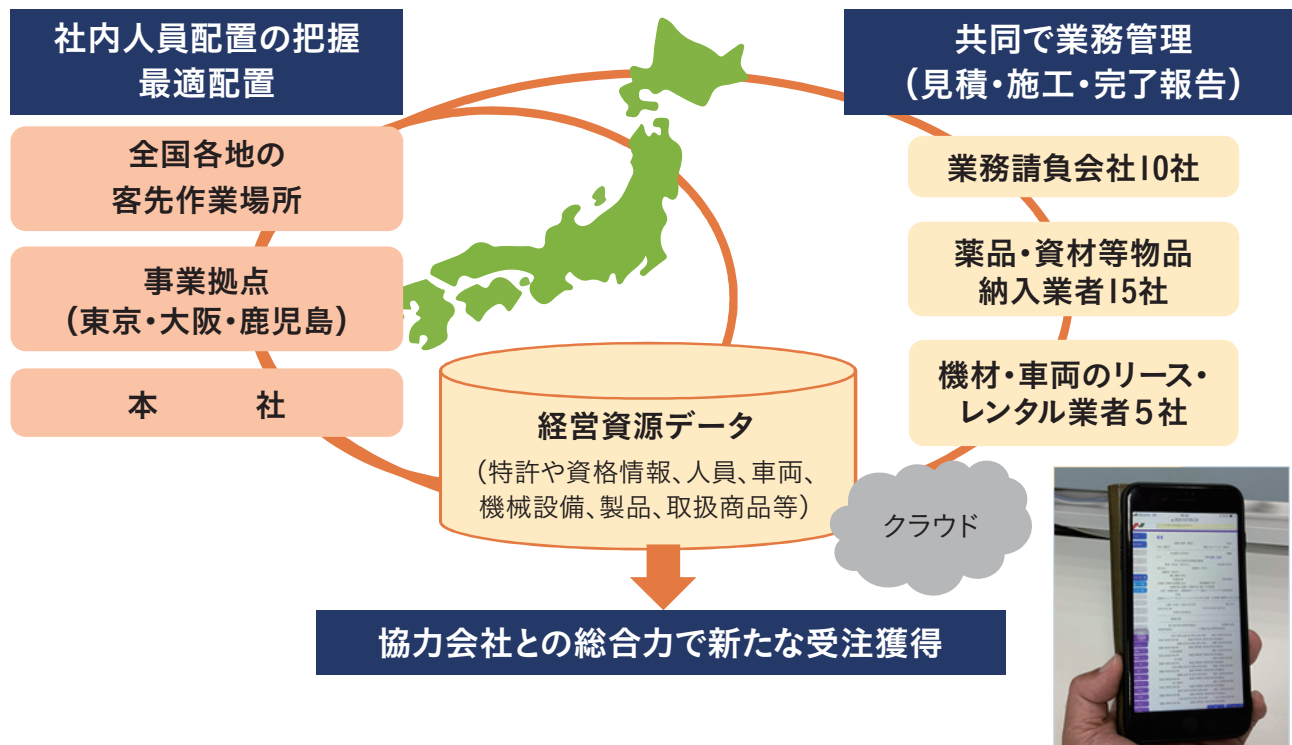 社内人員配置の把握
最適配置
全国各地の
客先作業場所
事業拠点
(東京・大阪・鹿児島)
本　社
共同で業務管理
(見積・施工・完了報告)
業務請負会社10社
薬品・資材等物品
納入業者15社
機材・車両のリース・
レンタル業者5社
経営資源データ
(特許や資格情報、人員、車両、
機械設備、製品、取扱商品等)
クラウド
協力会社との総合力で新たな受注獲得